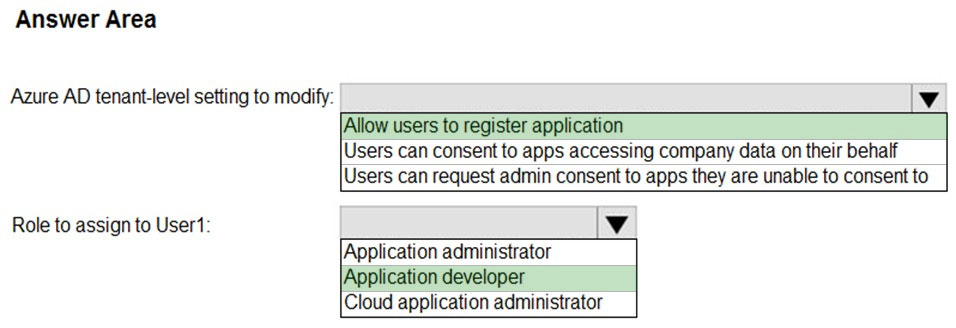 Answer Area
Azure AD tenant-level setting to modify:
Allow users to register application
Users can consent to apps accessing company data on their behalf
Users can request admin consent to apps they are unable to consent to
Role to assign to User1:
Application administrator
Application developer
Cloud application administrator